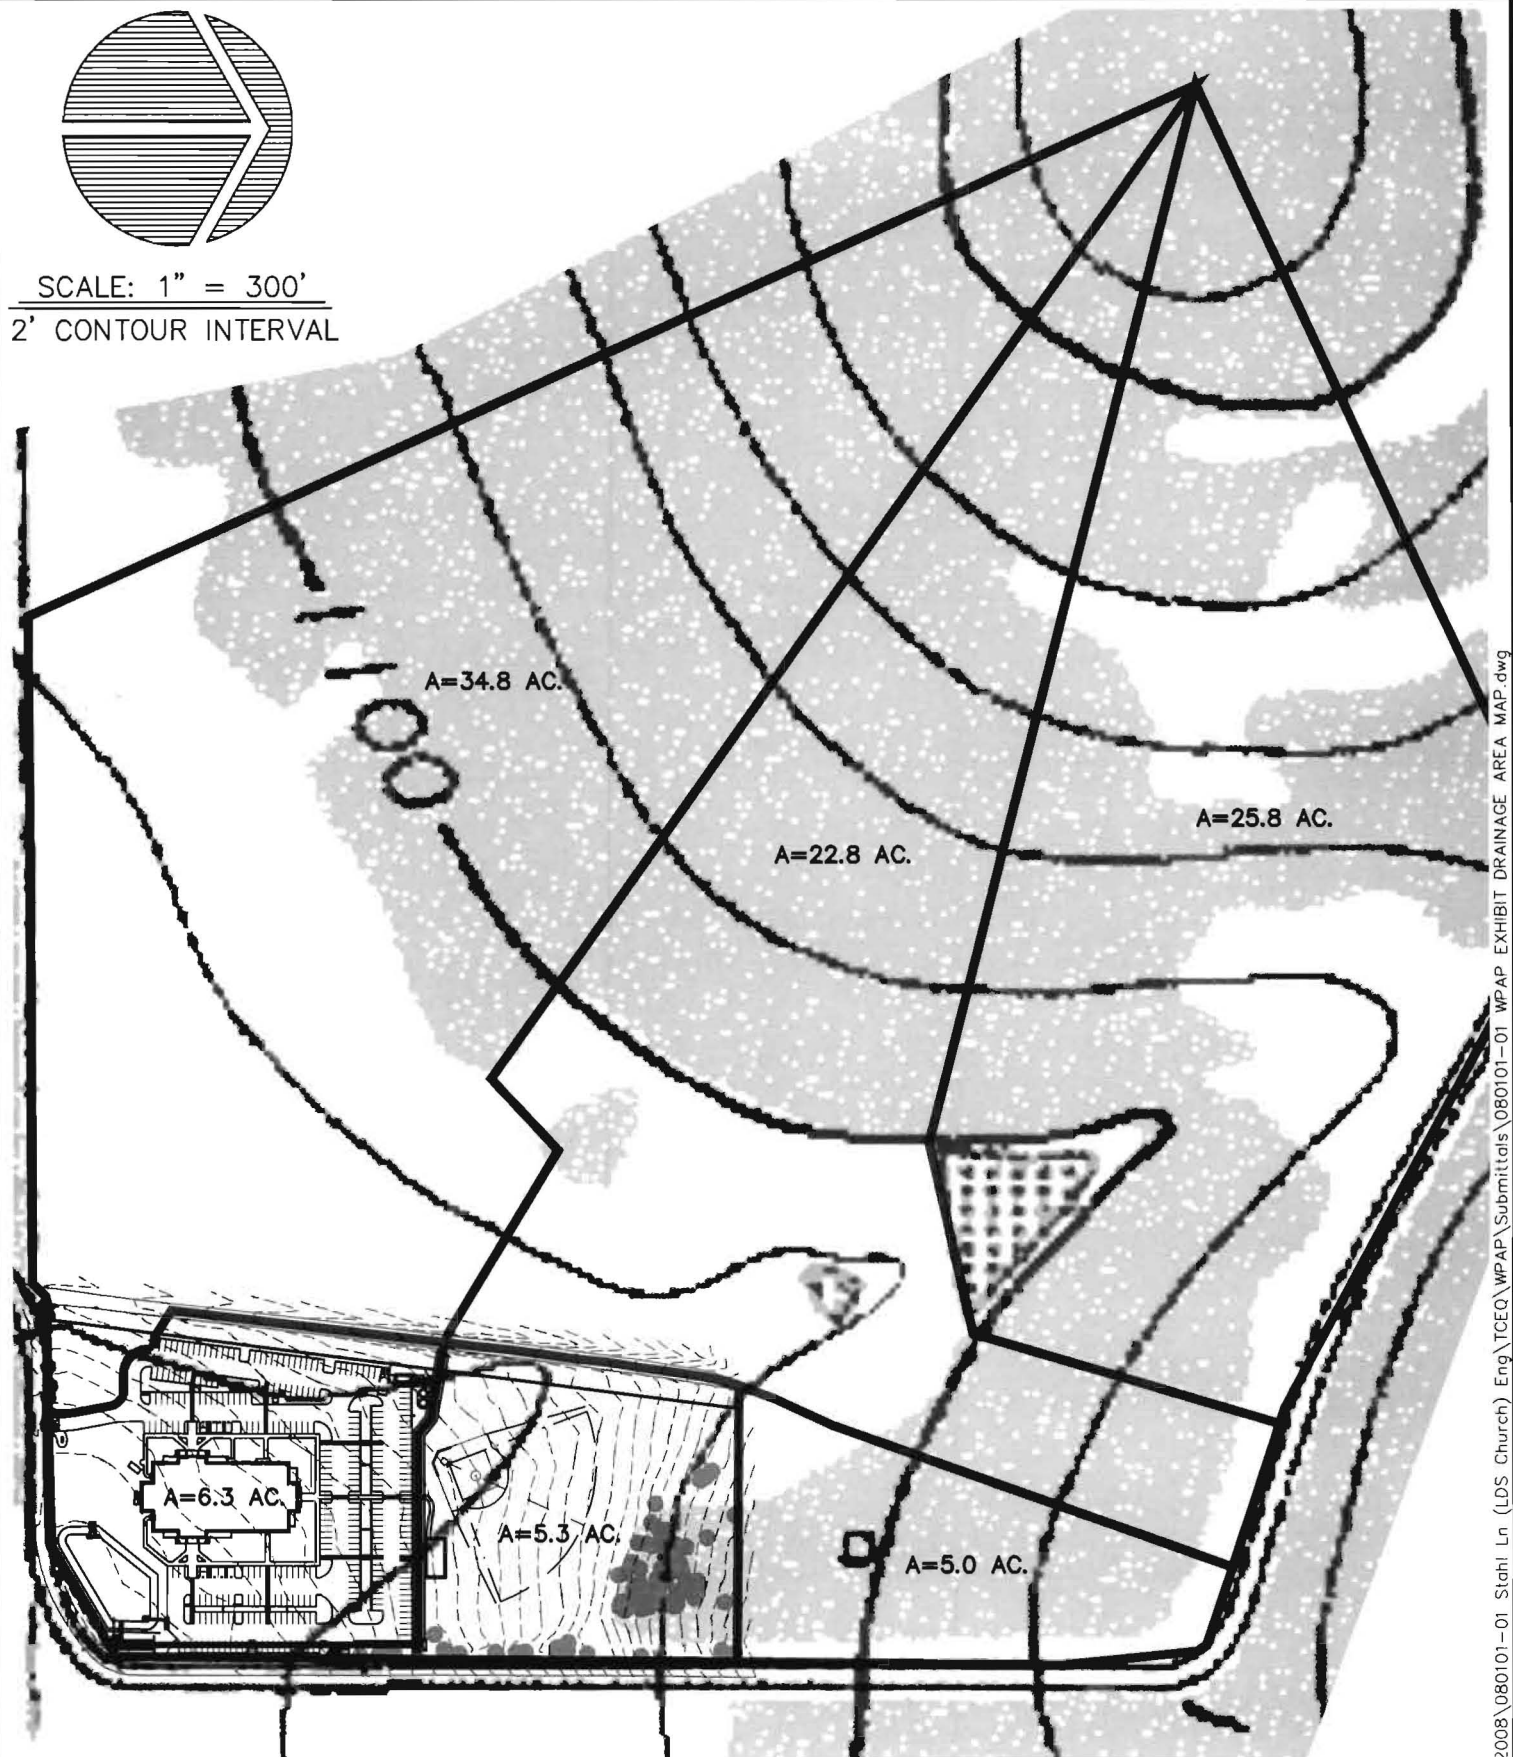 SCALE: 1" = 300'
2' CONTOUR INTERVAL
1100
A=34.8 AC.
A=22.8 AC.
A=25.8 AC.
A=6.3 AC.
A=5.3 AC.
A=5.0 AC.
2008\080101-01 Stahl Ln (LDS Church) Eng\TCEQ\WPAP\Submittals\080101-01 WPAP EXHIBIT DRAINAGE AREA MAP.dwg